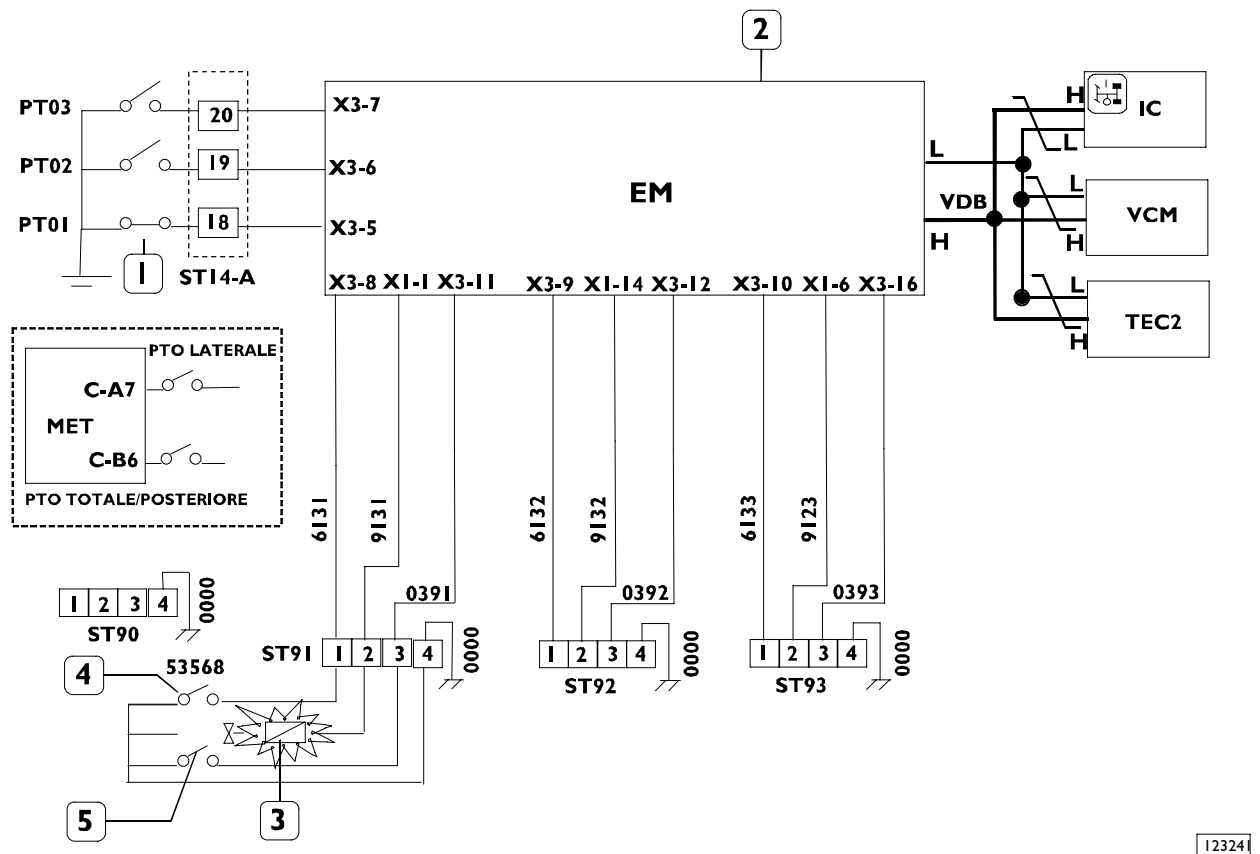 2
PT03
20
X3-7
H
IC
L
PT02
19
X3-6
L
EM
L
VDB
VCM
PT01
18
X3-5
H
H
1
ST14-A
X3-8 X1-1 X3-11 X3-9 X1-14 X3-12 X3-10 X1-6 X3-16
L
TEC2
H
PTO LATERALE
C-A7
MET
C-B6
PTO TOTALE/POSTERIORE
6131
9131
6132
9132
6133
9123
0391
0392
0393
1 2 3 4
0000
ST90
ST91
1 2 3 4
0000
1 2 3 4
0000
ST92
1 2 3 4
0000
ST93
4
53568
5
3
123241